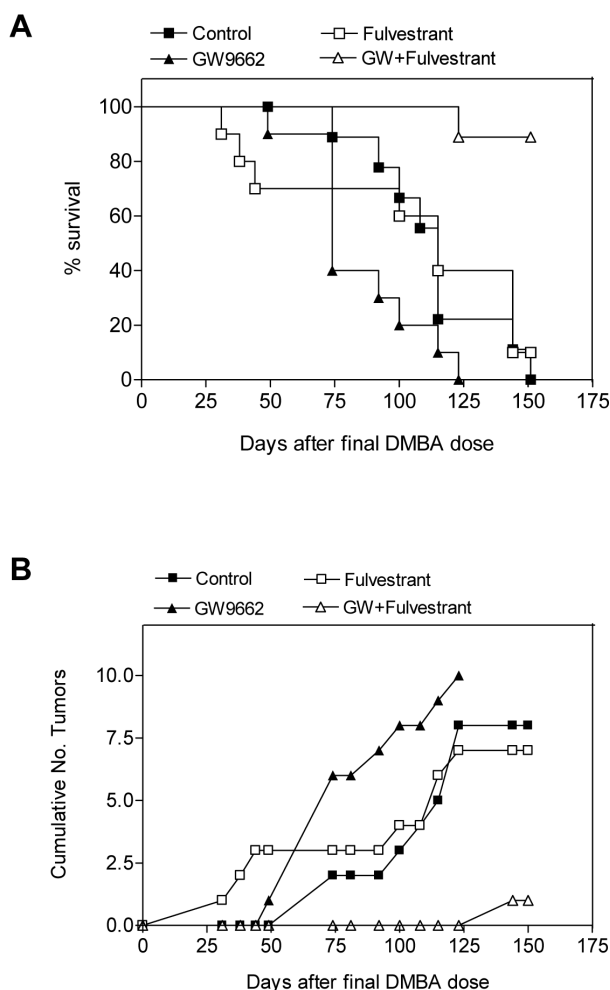 A
Control Fulvestrant
GW9662 GW+Fulvestrant
100
80
60
40
20
0
% survival
0 25 50 75 100 125 150 175
Days after final DMBA dose
B
Control Fulvestrant
GW9662 GW+Fulvestrant
10.0
7.5
5.0
2.5
0.0
Cumulative No. Tumors
0 25 50 75 100 125 150 175
Days after final DMBA dose